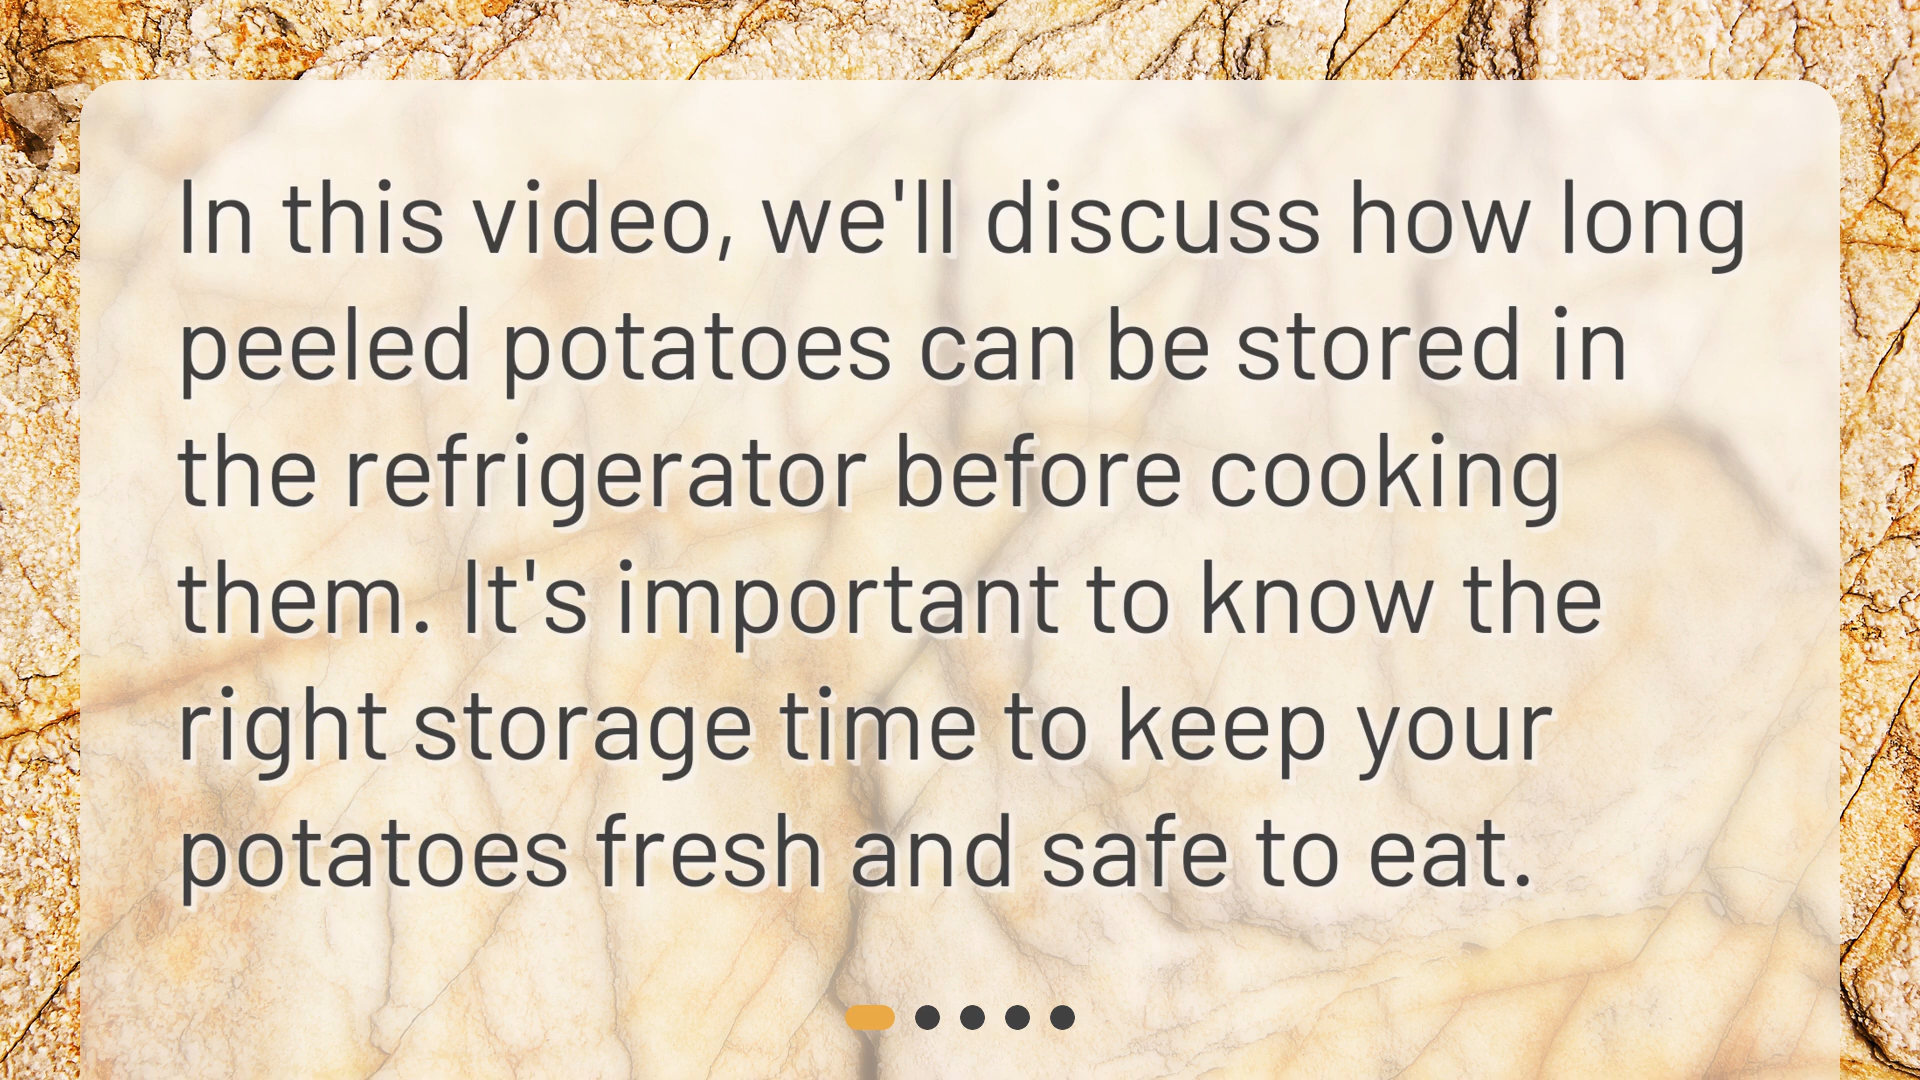 In this video, we'll discuss how long
peeled potatoes can be stored in
the refrigerator before cooking
them. It's important to know the
right storage time to keep your
potatoes fresh and safe to eat.